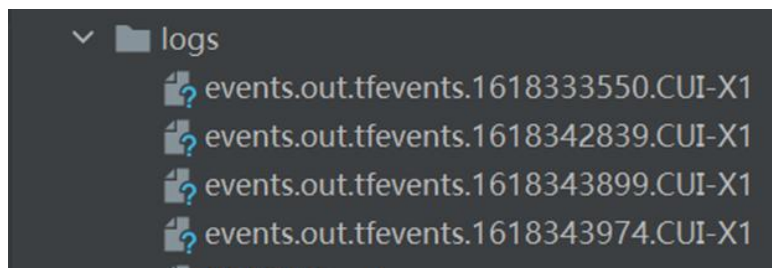 logs
events.out.tfevents.1618333550.CUI-X1
events.out.tfevents.1618342839.CUI-X1
events.out.tfevents.1618343899.CUI-X1
events.out.tfevents.1618343974.CUI-X1